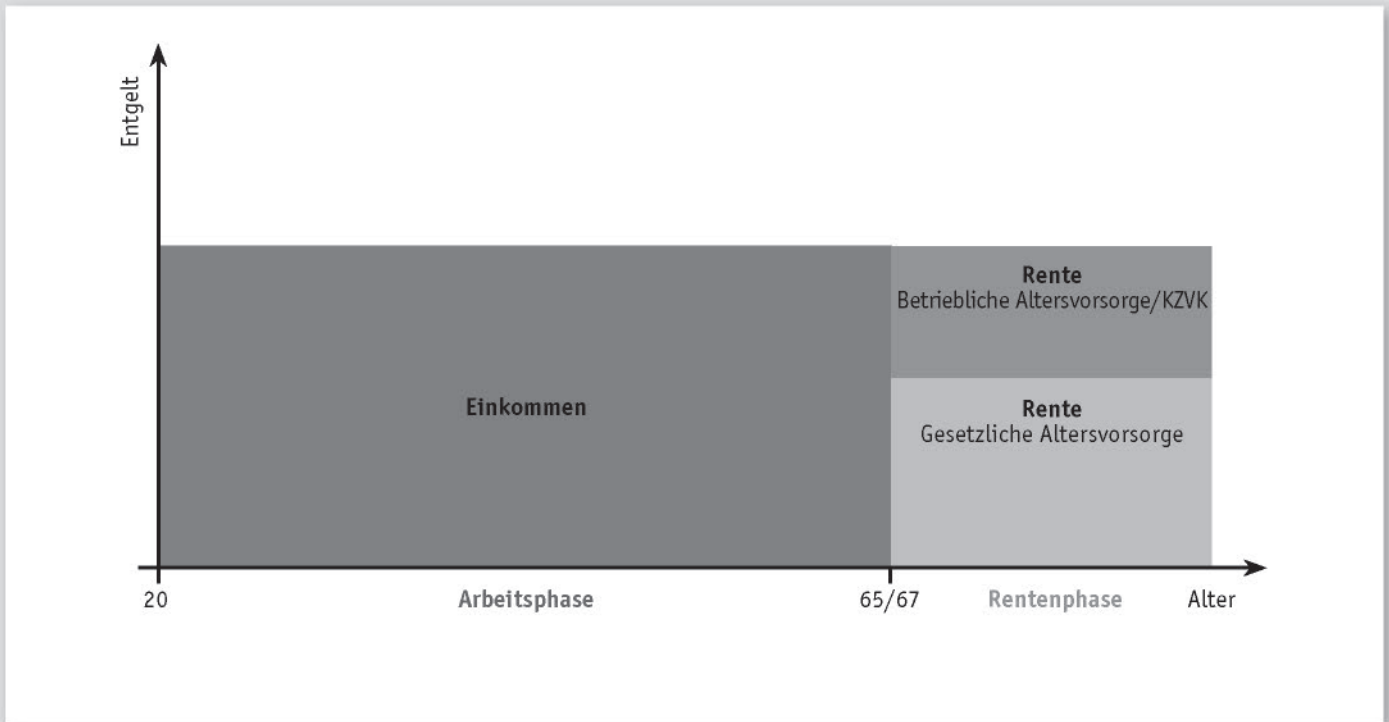 Entgelt
Rente
Betriebliche Altersvorsorge/KZVK
Einkommen
Rente
Gesetzliche Altersvorsorge
20
Arbeitsphase
65/67
Rentenphase
Alter